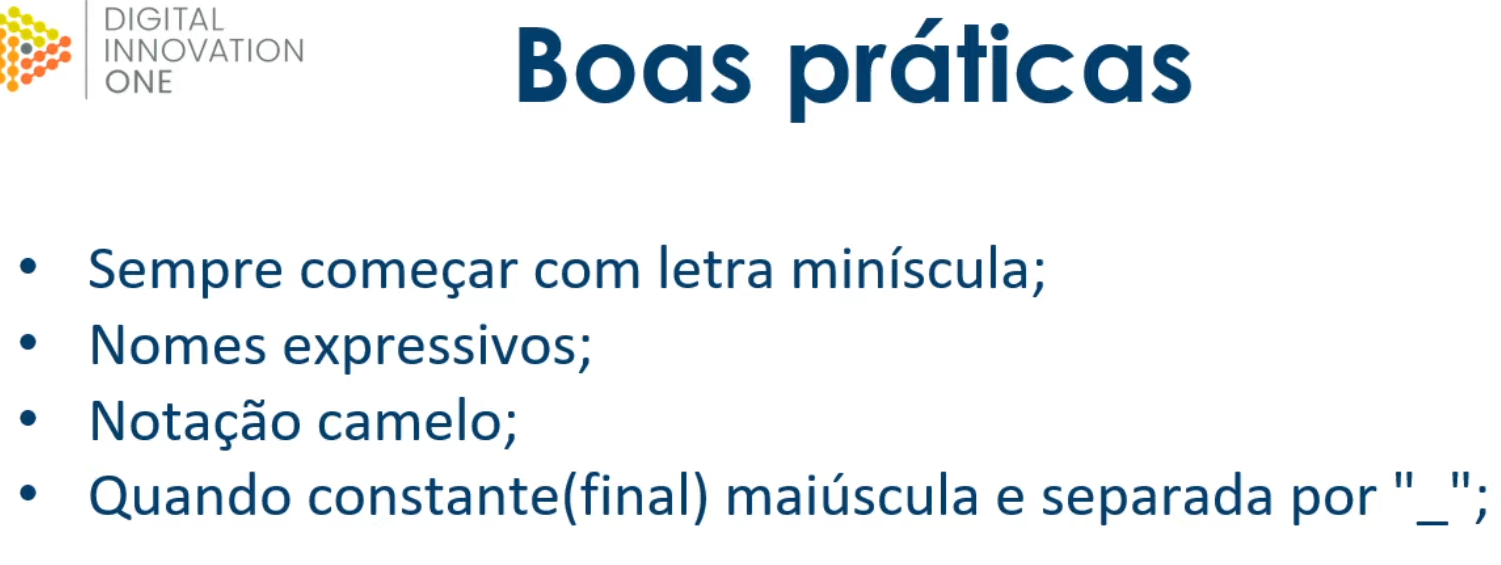 DIGITAL
INNOVATION
ONE
Boas práticas
• Sempre começar com letra miníscula;
• Nomes expressivos;
• Notação camelo;
• Quando constante(final) maiúscula e separada por "_";